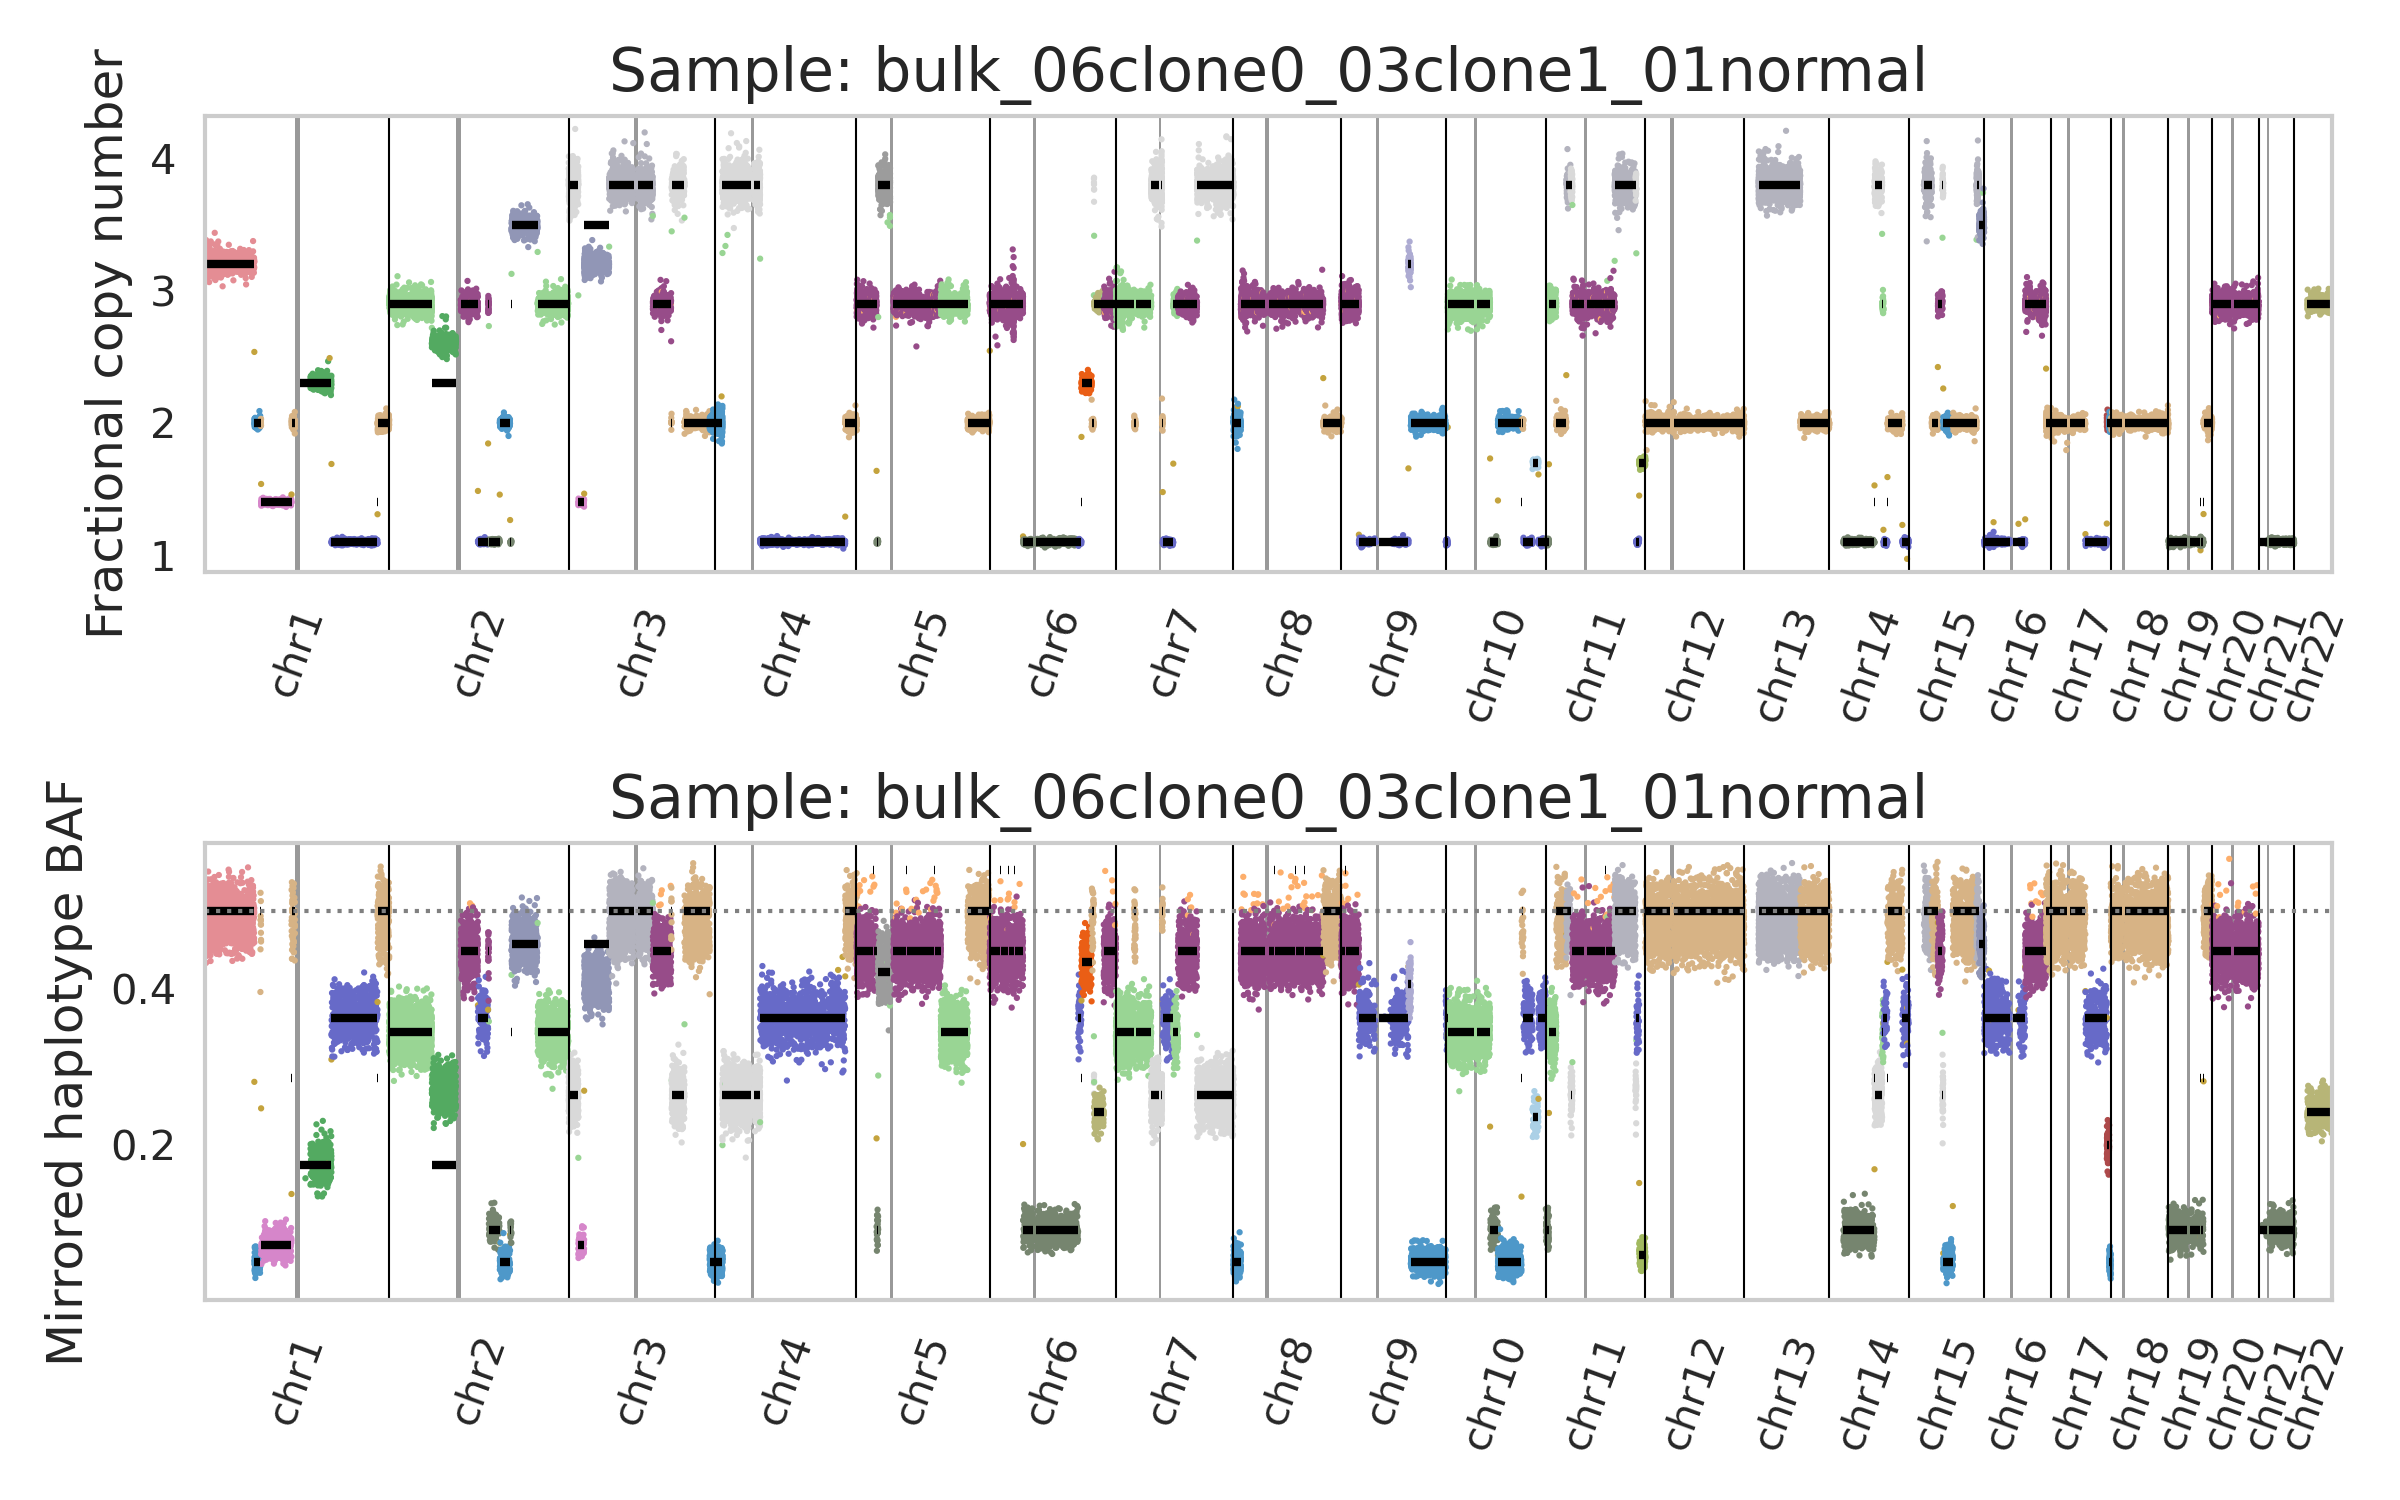 Sample: bulk_06clone0_03clone1_01normal
Fractional copy number
4
3
2
1
chr1 chr2 chr3 chr4 chr5 chr6 chr7 chr8 chr9 chr10 chr11 chr12 chr13 chr14 chr15 chr16 chr17 chr18 chr19 chr20 chr21 chr22
Sample: bulk_06clone0_03clone1_01normal
Mirrored haplotype BAF
0.4
0.2
chr1 chr2 chr3 chr4 chr5 chr6 chr7 chr8 chr9 chr10 chr11 chr12 chr13 chr14 chr15 chr16 chr17 chr18 chr19 chr20 chr21 chr22